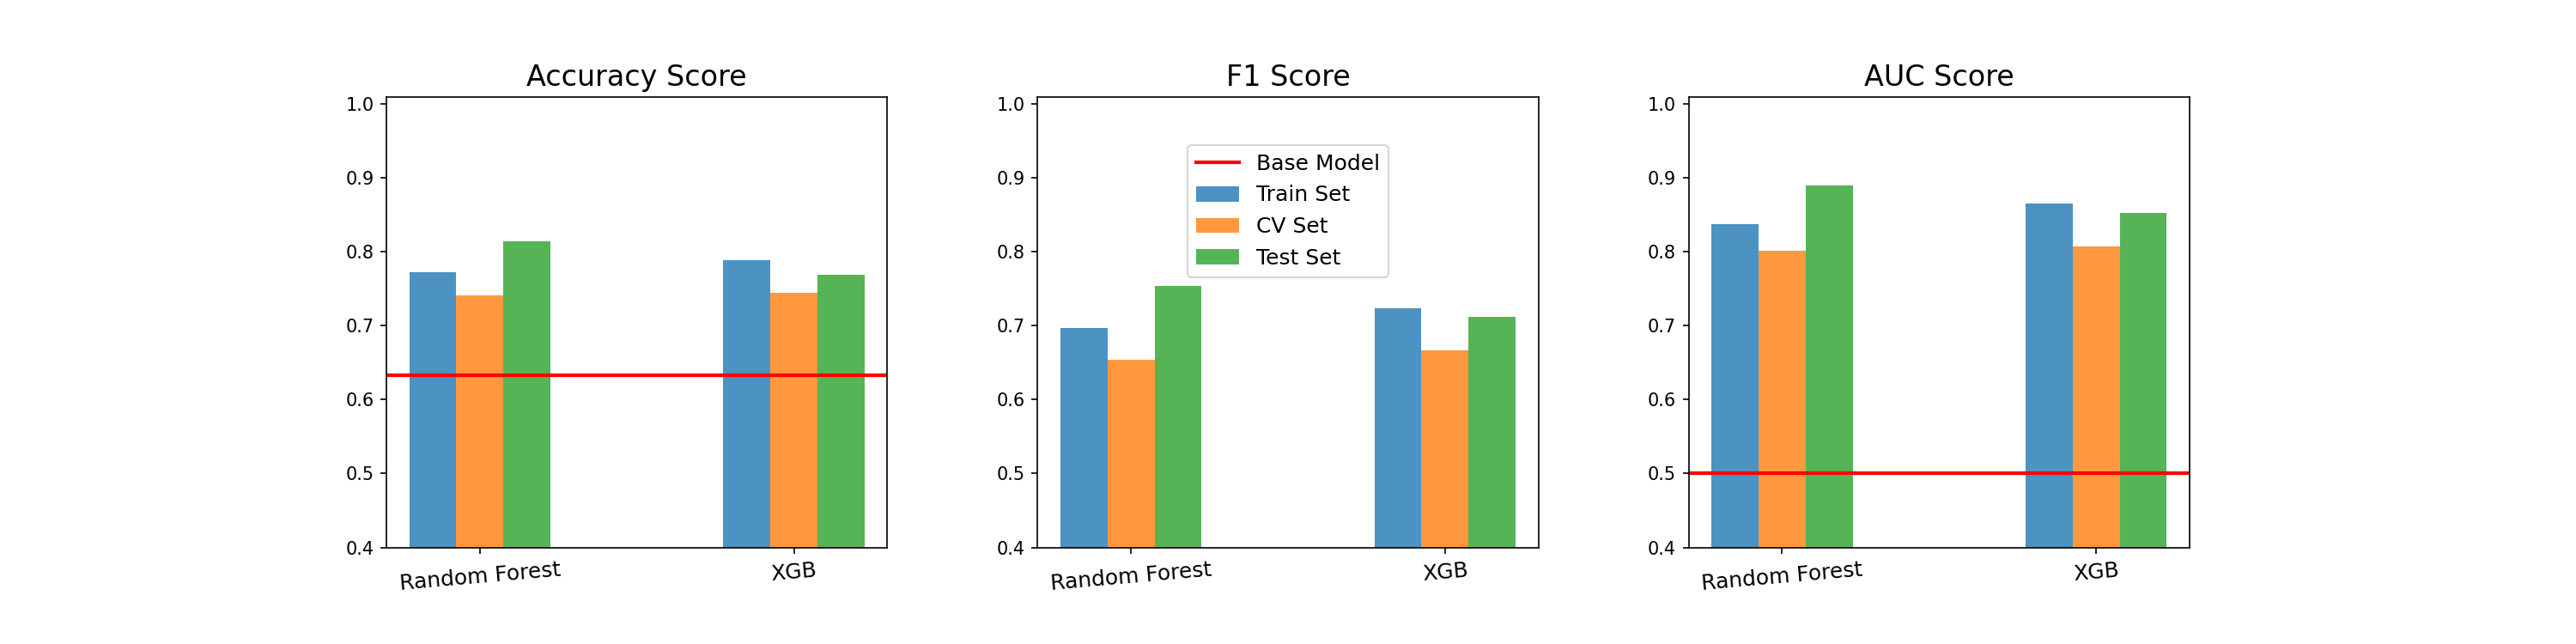 Accuracy Score
1.0
0.9
0.8
0.7
0.6
0.5
0.4
Random Forest
XGB
F1 Score
1.0
0.9
0.8
0.7
0.6
0.5
0.4
Base Model
Train Set
CV Set
Test Set
Random Forest
XGB
AUC Score
1.0
0.9
0.8
0.7
0.6
0.5
0.4
Random Forest
XGB